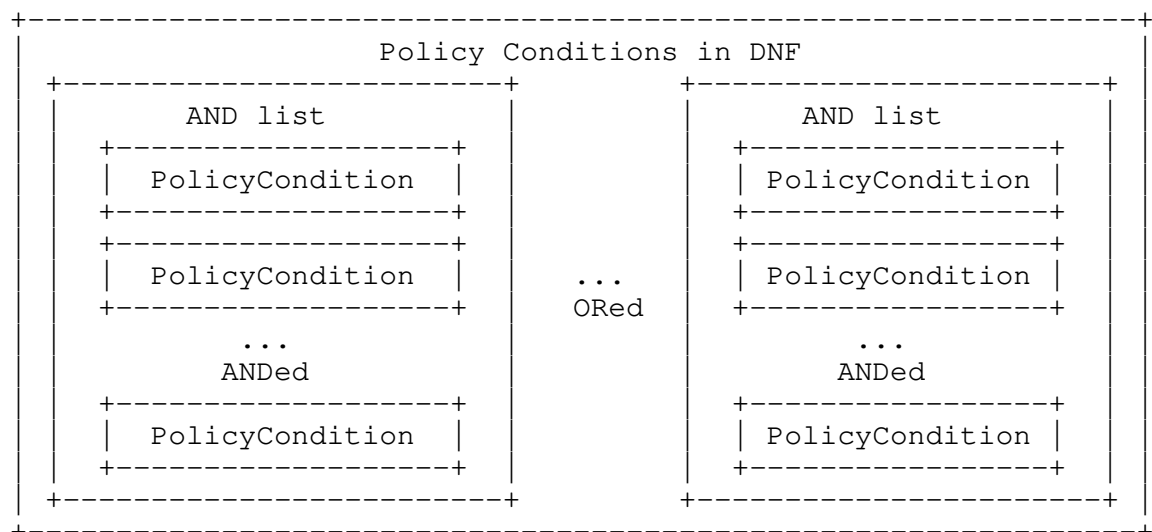 Policy Conditions in DNF
AND list AND list
PolicyCondition PolicyCondition
PolicyCondition ... PolicyCondition
ORed
... ...
ANDed ANDed
PolicyCondition PolicyCondition